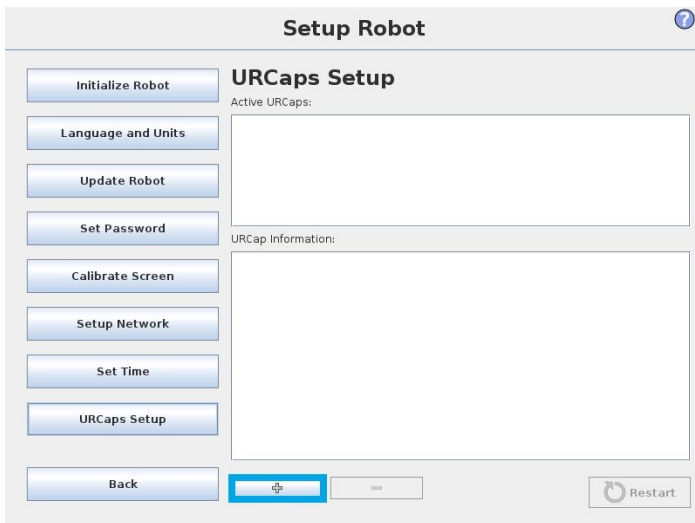 Setup Robot
?
Initialize Robot
Language and Units
Update Robot
Set Password
Calibrate Screen
Setup Network
Set Time
URCaps Setup
Back
URCaps Setup
Active URCaps:
URCap Information:
Restart